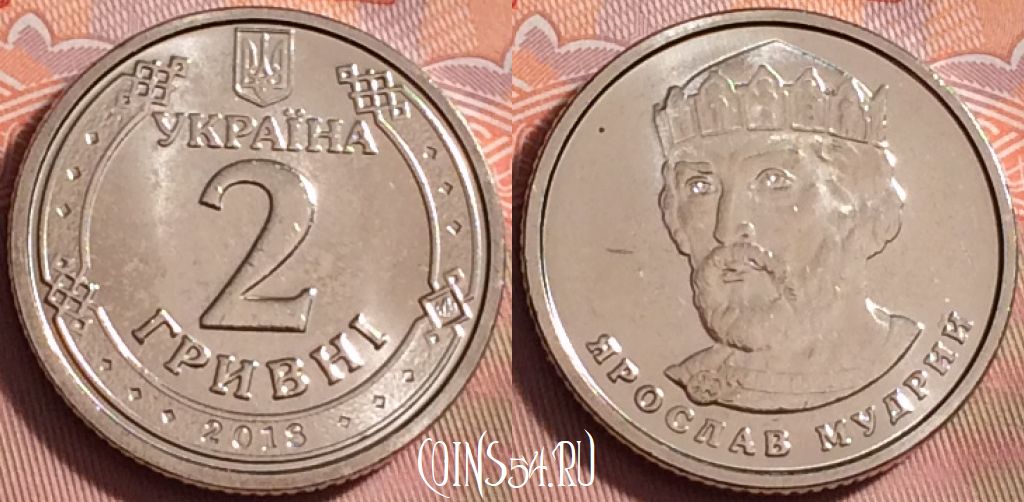 УКРАЇНА
2
ГРИВНІ
2018
ЯРОСЛАВ МУДРИЙ
COINS54.RU